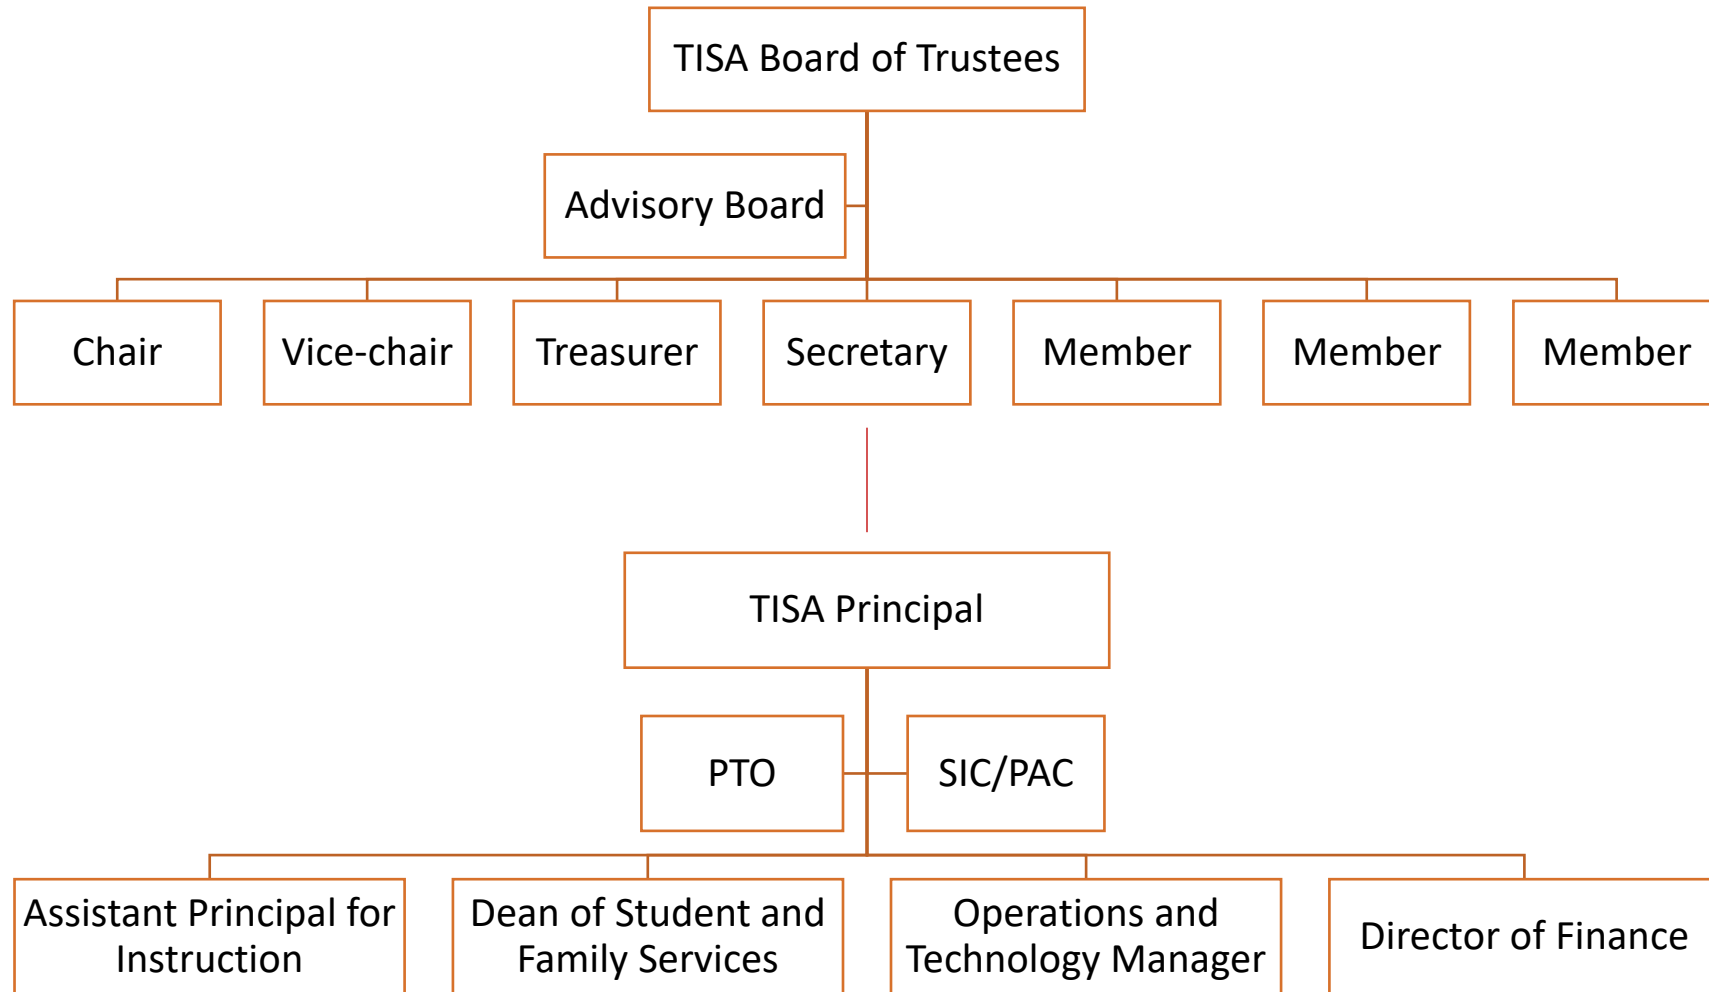 TISA Board of Trustees
Advisory Board
Chair
Vice-chair
Treasurer
Secretary
Member
Member
Member
TISA Principal
PTO
SIC/PAC
Assistant Principal for
Instruction
Dean of Student and
Family Services
Operations and
Technology Manager
Director of Finance